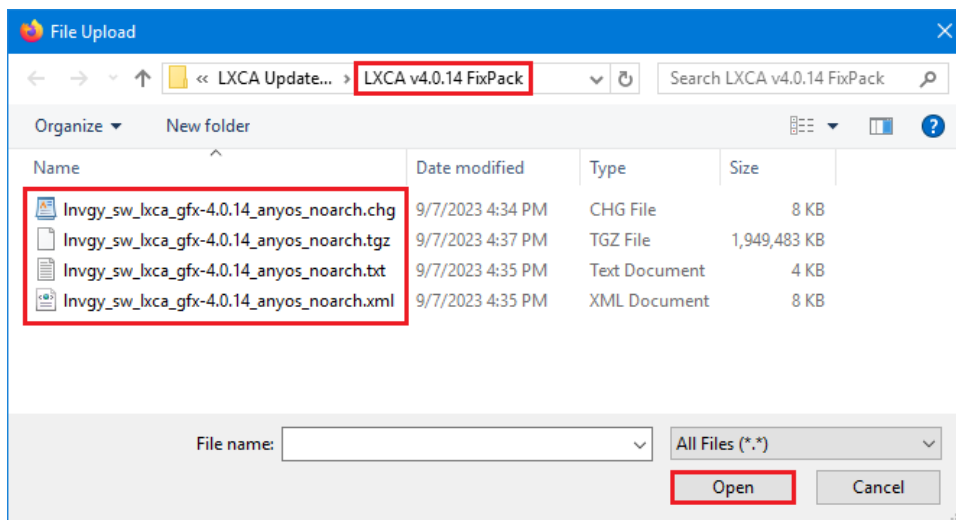 File Upload
« LXCA Update... › LXCA v4.0.14 FixPack
Search LXCA v4.0.14 FixPack
Organize
New folder
Name Date modified Type Size
lnvgy_sw_lxca_gfx-4.0.14_anyos_noarch.chg 9/7/2023 4:34 PM CHG File 8 KB
lnvgy_sw_lxca_gfx-4.0.14_anyos_noarch.tgz 9/7/2023 4:37 PM TGZ File 1,949,483 KB
lnvgy_sw_lxca_gfx-4.0.14_anyos_noarch.txt 9/7/2023 4:35 PM Text Document 4 KB
lnvgy_sw_lxca_gfx-4.0.14_anyos_noarch.xml 9/7/2023 4:35 PM XML Document 8 KB
File name:
All Files (*.*)
Open
Cancel